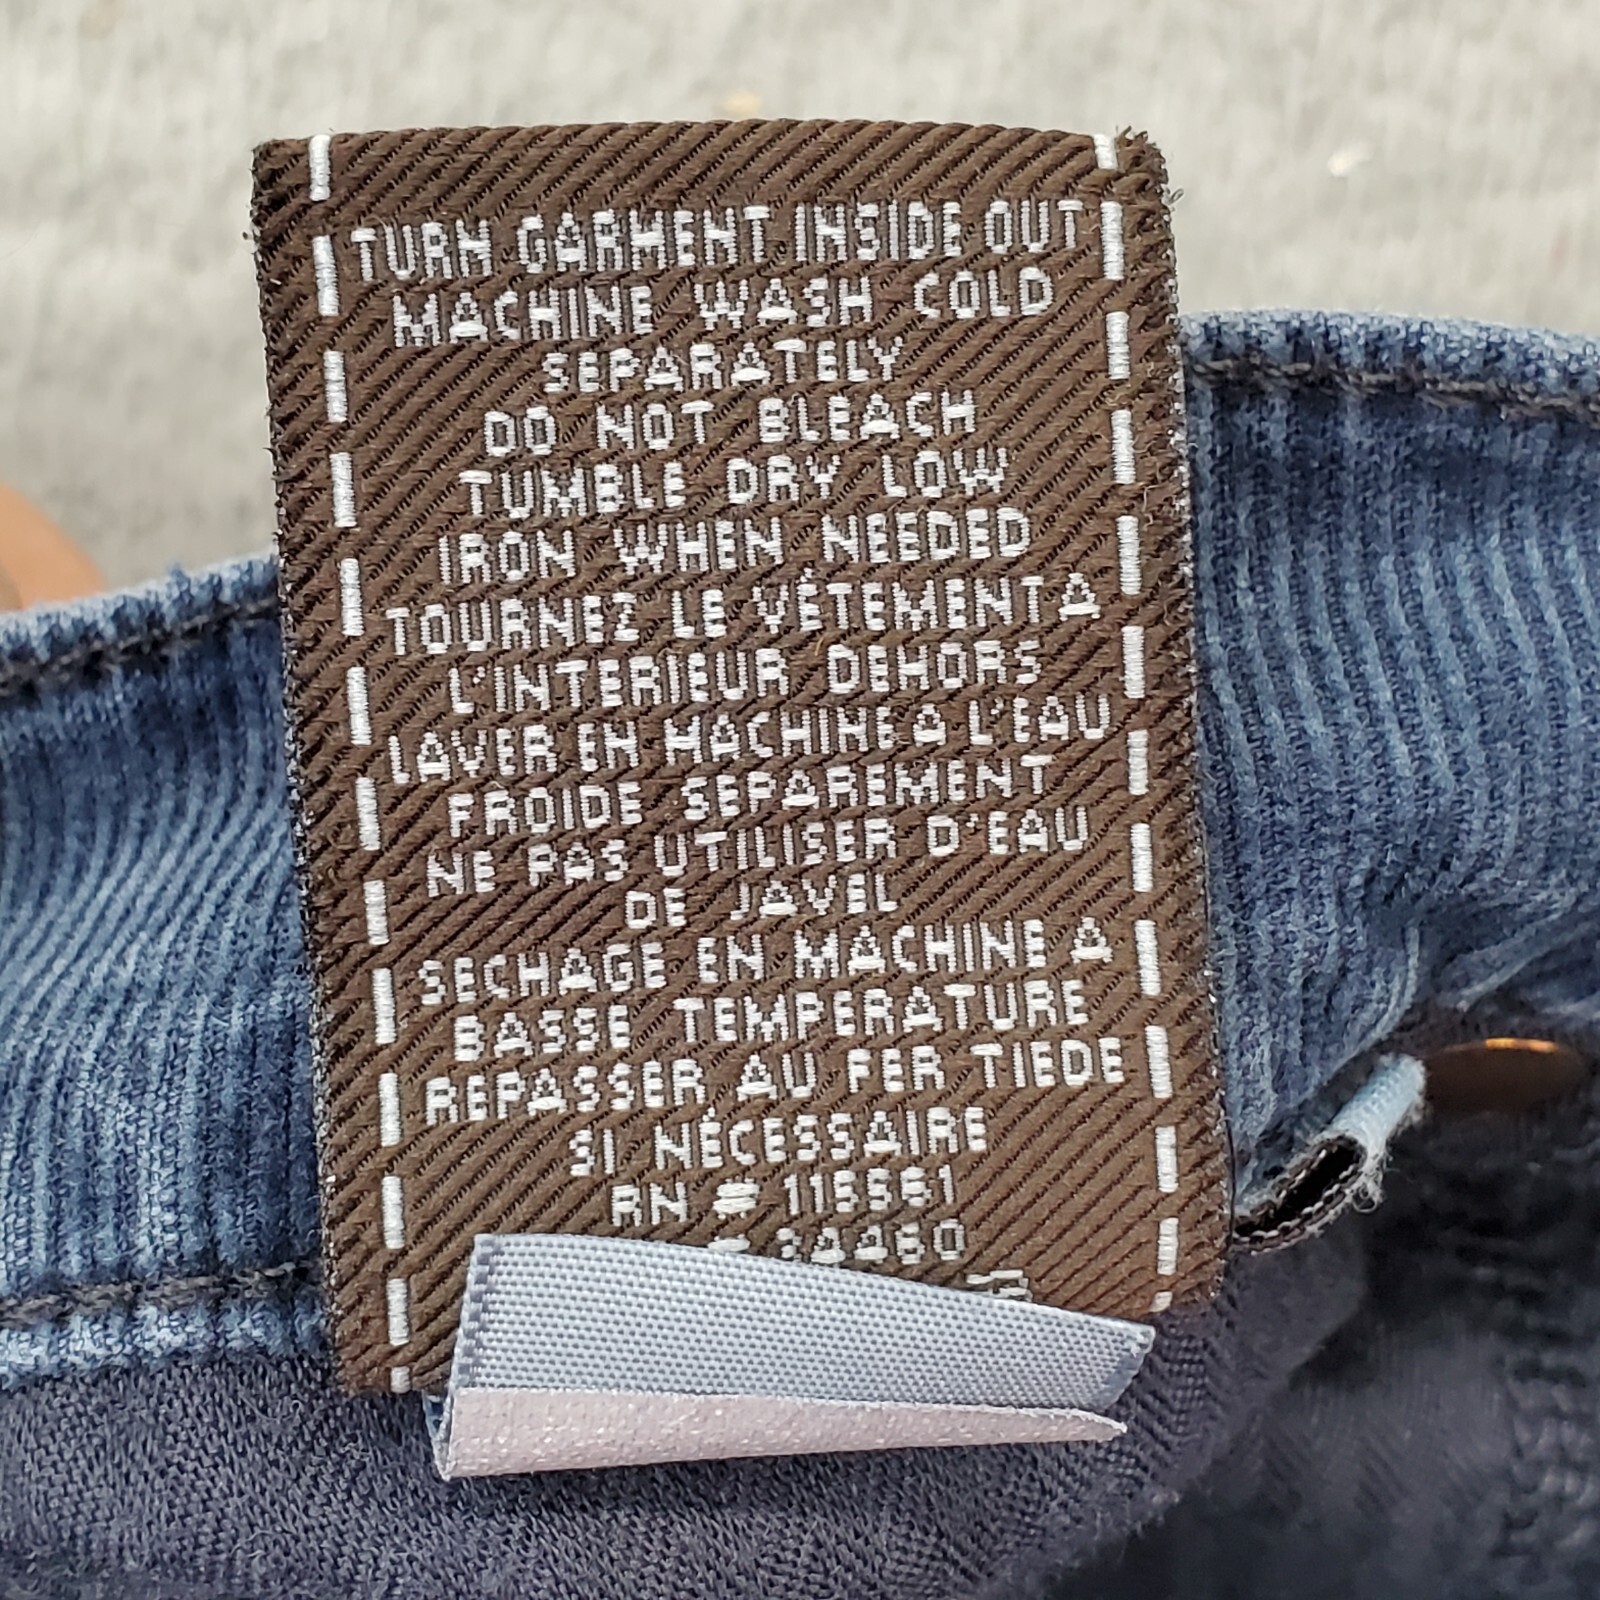 TURN GARMENT INSIDE OUT
MACHINE WASH COLD
SEPARATELY
DO NOT BLEACH
TUMBLE DRY LOW
IRON WHEN NEEDED
TOURNEZ LE VÉTEMENT A
L'INTERIEUR DEHORS
LAVER EN MACHINE A L'EAU
FROIDE SEPAREMENT
NE PAS UTILISER D'EAU
DE JAVEL
SECHAGE EN MACHINE A
BASSE TEMPERATURE
REPASSER AU FER TIEDE
SI NÉCESSAIRE
RN # 115561